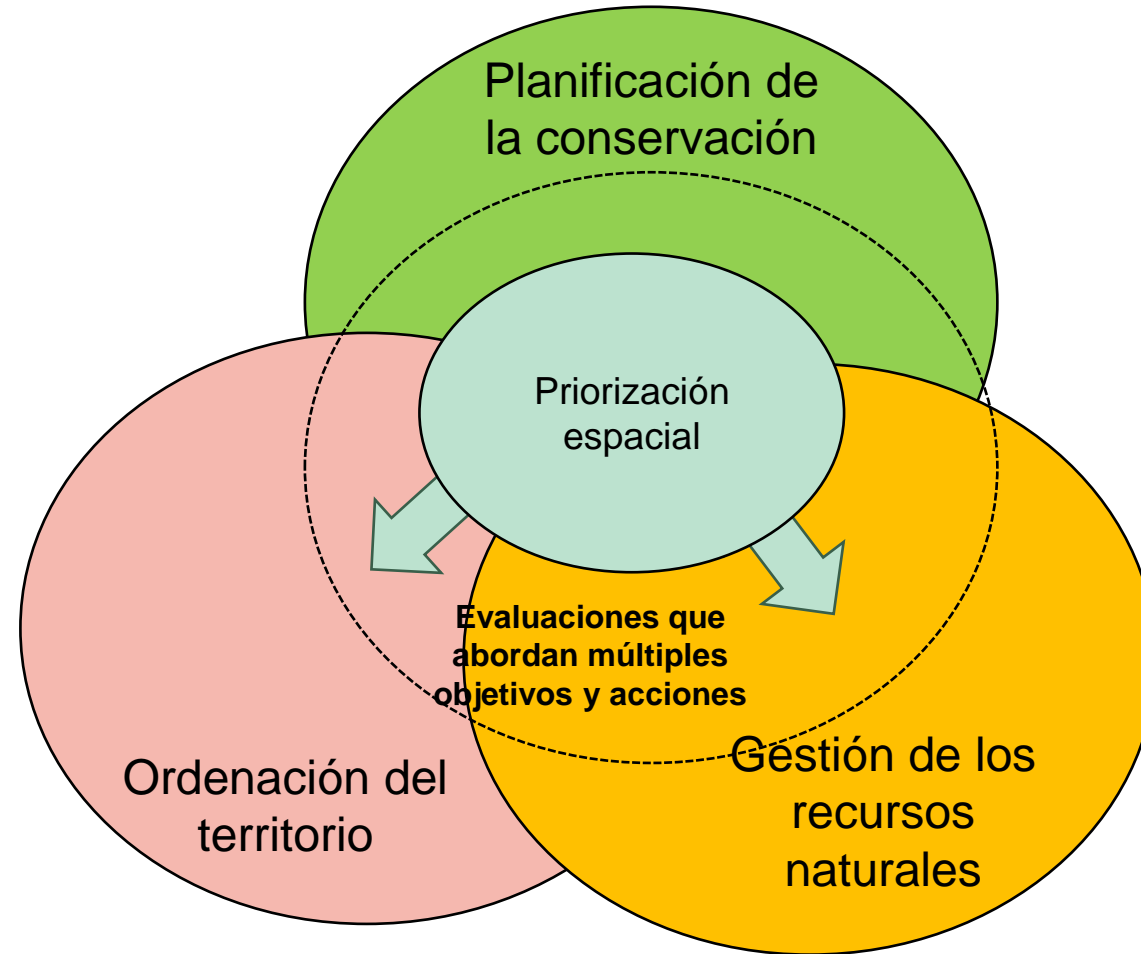 Planificación de
la conservación
Priorización
espacial
Evaluaciones que
abordan múltiples
objetivos y acciones
Ordenación del
territorio
Gestión de los
recursos
naturales